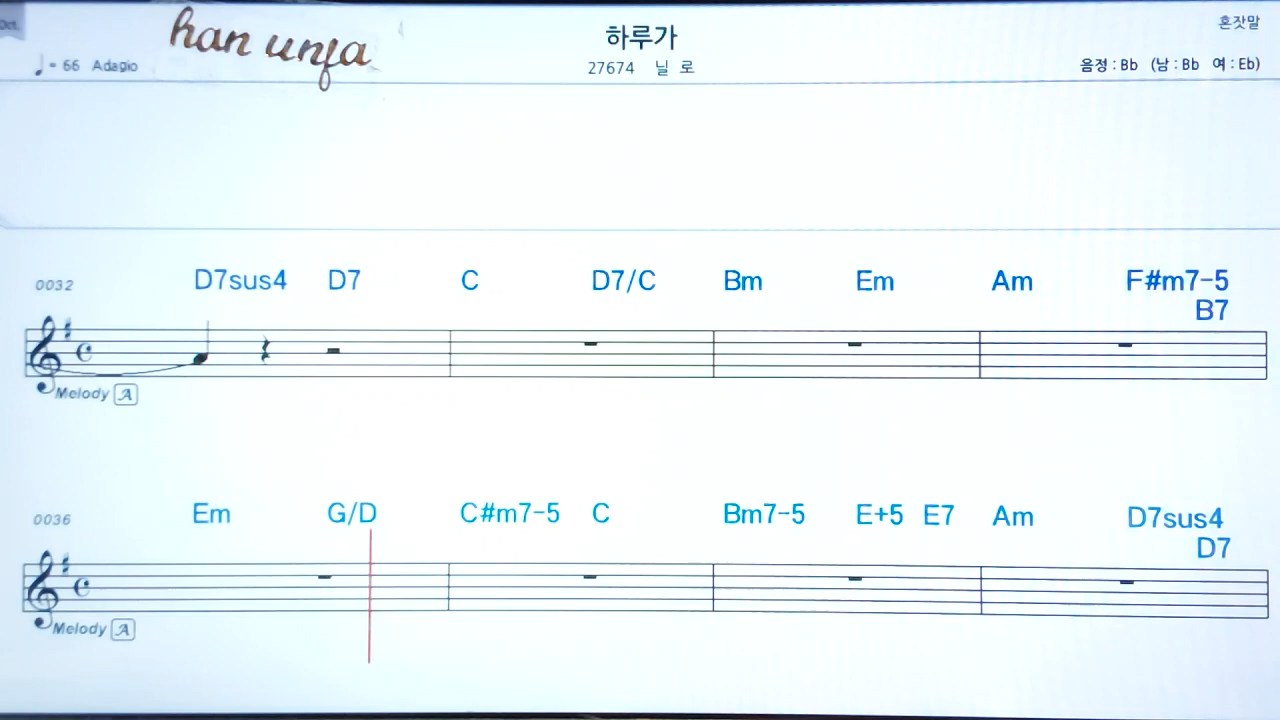 Oct.
han unfa
하루가
혼잣말
♩ = 66 Adagio
27674 닐 로
음정 : Bb (남 : Bb 여 : Eb)
0032 D7sus4 D7 C D7/C Bm Em Am F#m7-5
B7
Melody A
0036 Em G/D C#m7-5 C Bm7-5 E+5 E7 Am D7sus4
D7
Melody A